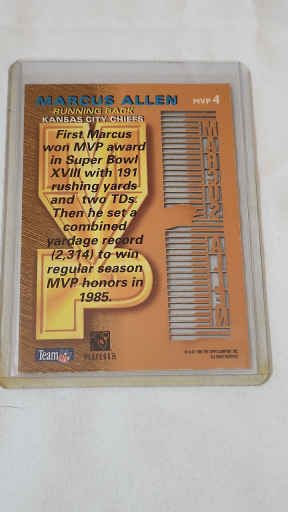 MARCUS ALLEN
MVP 4
RUNNING BACK
KANSAS CITY CHIEFS
First Marcus
won MVP award
in Super Bowl
XVIII with 191
rushing yards
and two TDs.
Then he set a
combined
yardage record
(2,314) to win
regular season
MVP honors in
1985.
MARCUS ALLEN
Team NFL
PLAYERS